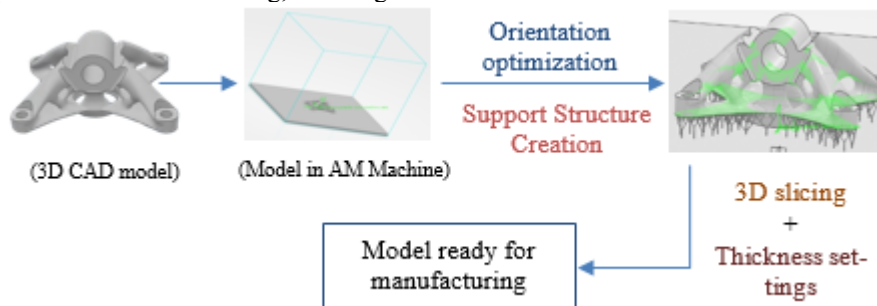 Orientation
optimization
Support Structure
Creation
(3D CAD model)
(Model in AM Machine)
3D slicing
+
Thickness set-
tings
Model ready for
manufacturing